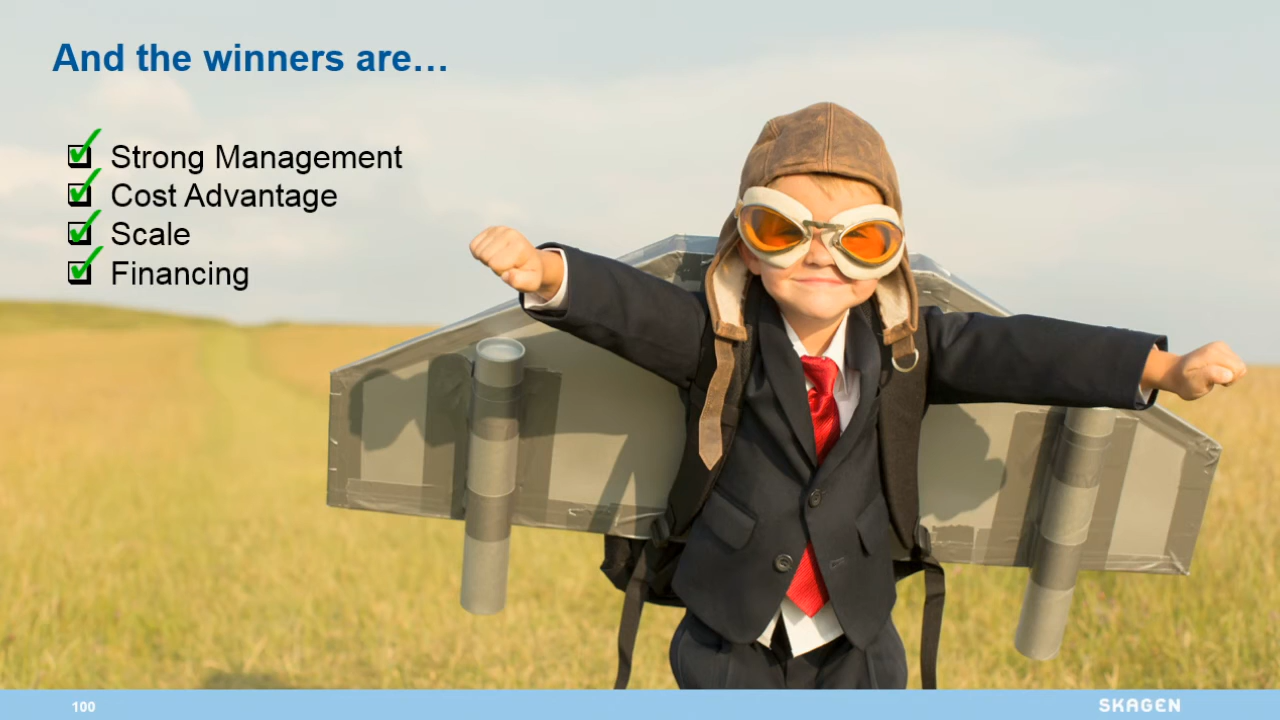 And the winners are…
Strong Management
Cost Advantage
Scale
Financing
100
SKAGEN